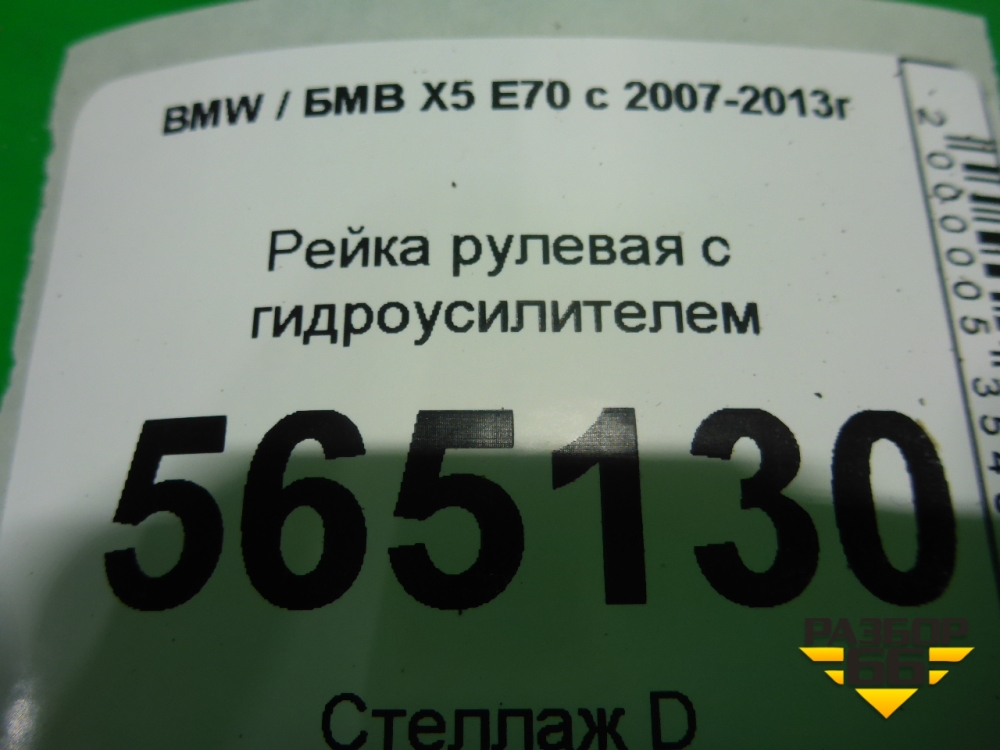 BMW / БМВ X5 E70 с 2007-2013г
Рейка рулевая с
гидроусилителем
565130
Стеллаж D
РАЗБОР
66